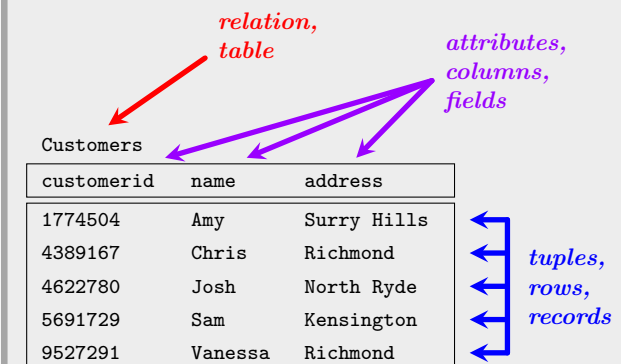 relation,
table
attributes,
columns,
fields
Customers
customerid name address
1774504 Amy Surry Hills
4389167 Chris Richmond
4622780 Josh North Ryde
5691729 Sam Kensington
9527291 Vanessa Richmond
tuples,
rows,
records